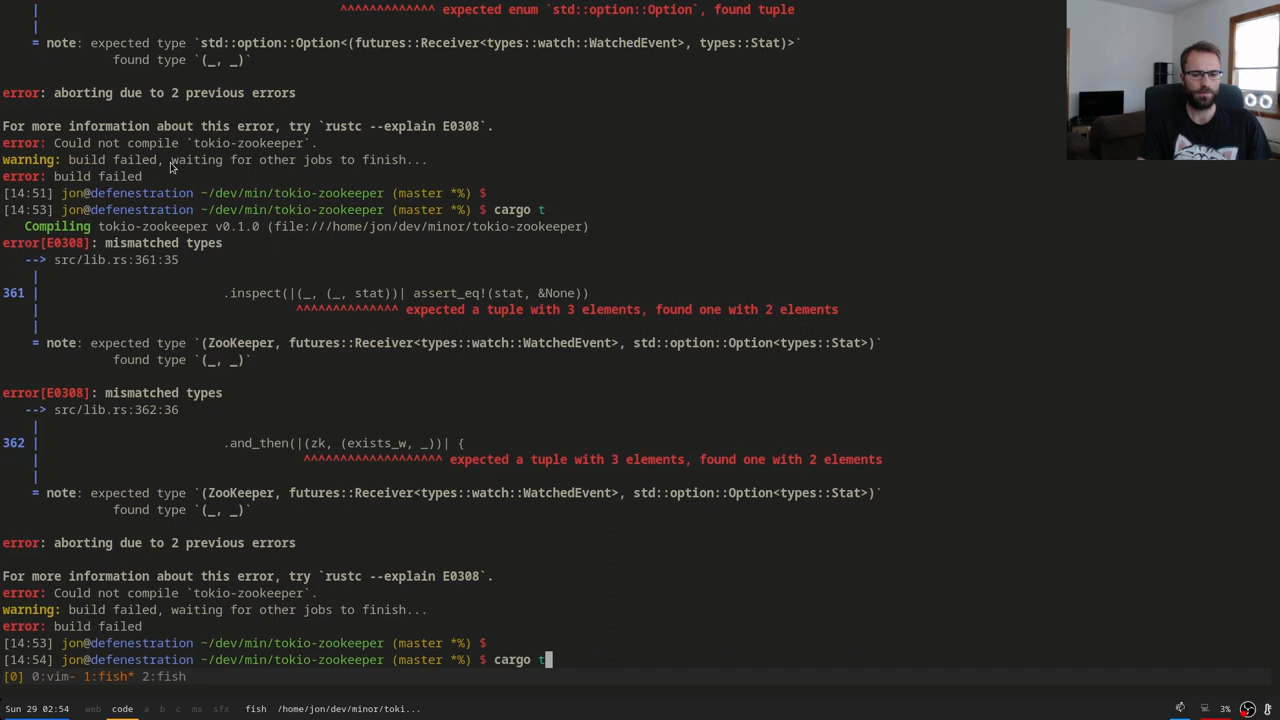 ^^^^^^^^^^^^^ expected enum `std::option::Option`, found tuple
|
= note: expected type `std::option::Option<(futures::Receiver<types::watch::WatchedEvent>, types::Stat)>`
found type `(_, _)`
error: aborting due to 2 previous errors
For more information about this error, try `rustc --explain E0308`.
error: Could not compile `tokio-zookeeper`.
warning: build failed, waiting for other jobs to finish...
error: build failed
[14:51] jon@defenestration ~/dev/min/tokio-zookeeper (master *%) $
[14:53] jon@defenestration ~/dev/min/tokio-zookeeper (master *%) $ cargo t
Compiling tokio-zookeeper v0.1.0 (file:///home/jon/dev/minor/tokio-zookeeper)
error[E0308]: mismatched types
--> src/lib.rs:361:35
|
361 | .inspect(|(_, (_, stat))| assert_eq!(stat, &None))
| ^^^^^^^^^^^^^^ expected a tuple with 3 elements, found one with 2 elements
|
= note: expected type `(ZooKeeper, futures::Receiver<types::watch::WatchedEvent>, std::option::Option<types::Stat>)`
found type `(_, _)`
error[E0308]: mismatched types
--> src/lib.rs:362:36
|
362 | .and_then(|(zk, (exists_w, _))| {
| ^^^^^^^^^^^^^^^^^^^ expected a tuple with 3 elements, found one with 2 elements
|
= note: expected type `(ZooKeeper, futures::Receiver<types::watch::WatchedEvent>, std::option::Option<types::Stat>)`
found type `(_, _)`
error: aborting due to 2 previous errors
For more information about this error, try `rustc --explain E0308`.
error: Could not compile `tokio-zookeeper`.
warning: build failed, waiting for other jobs to finish...
error: build failed
[14:53] jon@defenestration ~/dev/min/tokio-zookeeper (master *%) $
[14:54] jon@defenestration ~/dev/min/tokio-zookeeper (master *%) $ cargo t
[0] 0:vim- 1:fish* 2:fish
Sun 29 02:54 web code a b c mx sfx fish /home/jon/dev/minor/toki... 3%